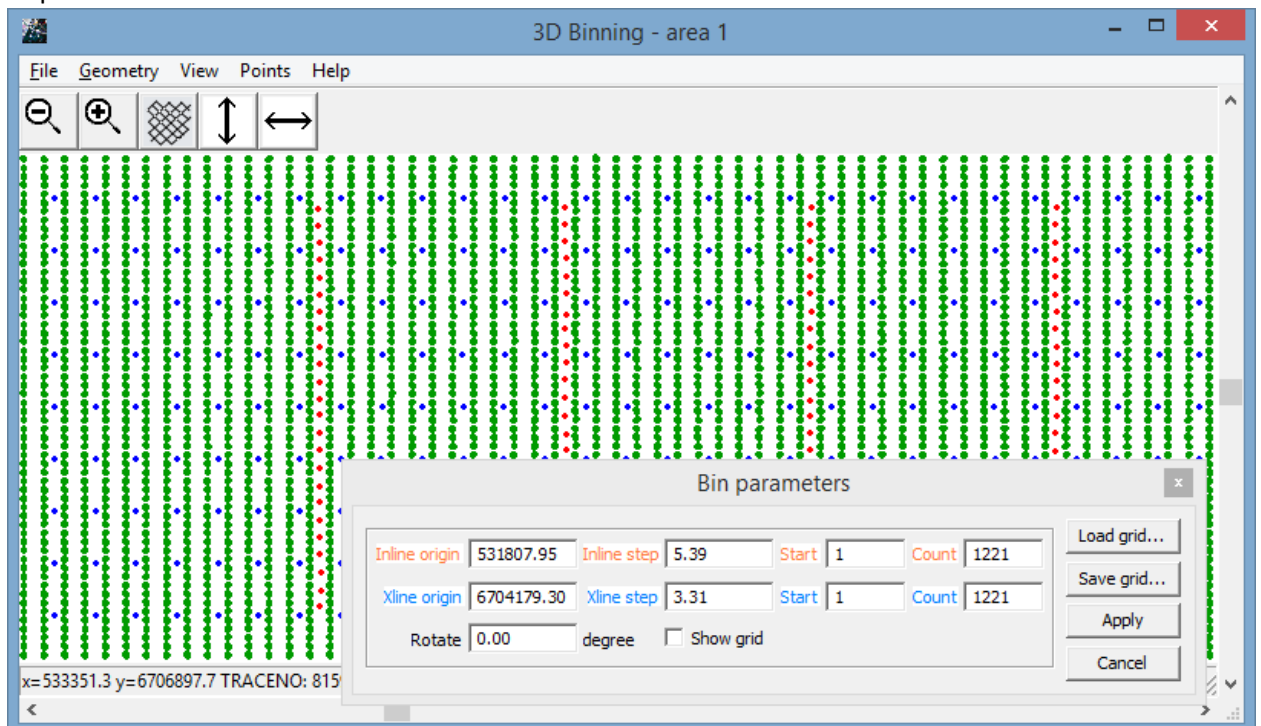 3D Binning - area 1
File Geometry View Points Help
Bin parameters
Inline origin 531807.95 Inline step 5.39 Start 1 Count 1221 Load grid...
Xline origin 6704179.30 Xline step 3.31 Start 1 Count 1221 Save grid...
Rotate 0.00 degree Show grid Apply
Cancel
x=533351.3 y=6706897.7 TRACENO: 815